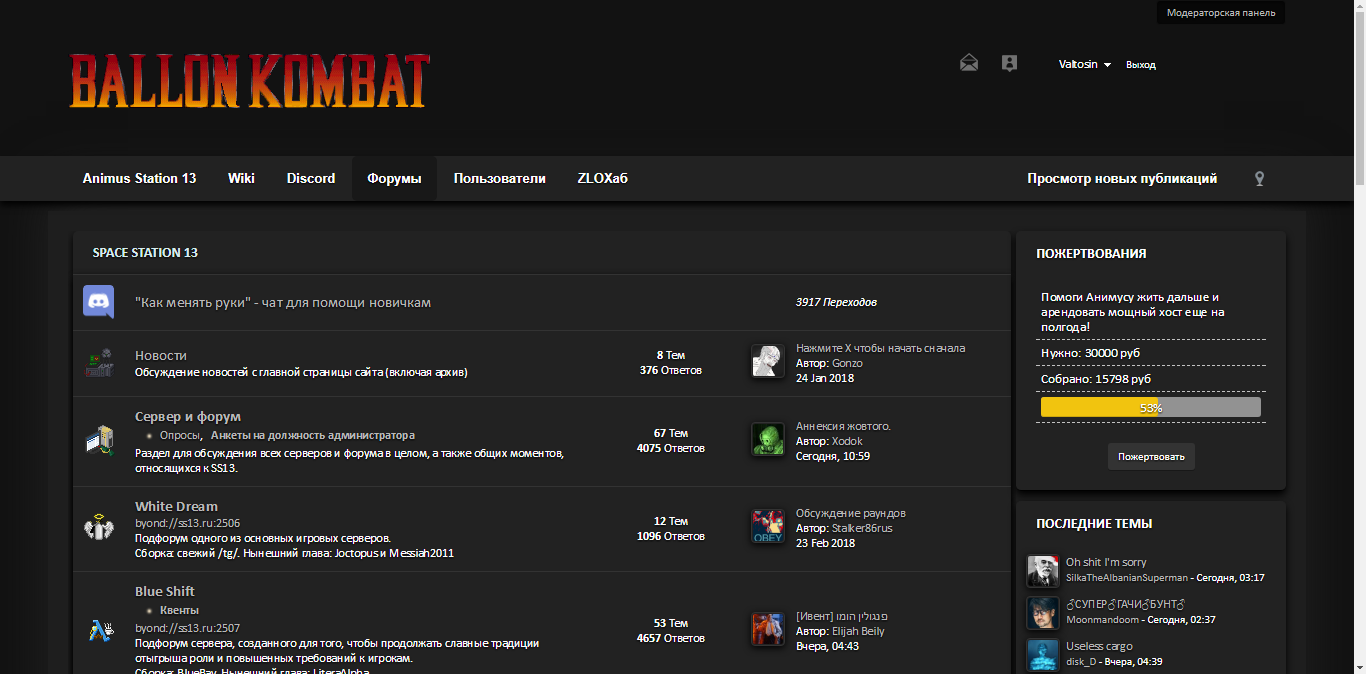 Модераторская панель
BALLON KOMBAT
Valtosin
Выход
Animus Station 13
Wiki
Discord
Форумы
Пользователи
ZLOХаб
Просмотр новых публикаций
SPACE STATION 13
"Как менять руки" - чат для помощи новичкам
3917 Переходов
Новости
Обсуждение новостей с главной страницы сайта (включая архив)
8 Тем
376 Ответов
Нажмите X чтобы начать сначала
Автор: Gonzo
24 Jan 2018
Сервер и форум
Опросы, Анкеты на должность администратора
Раздел для обсуждения всех серверов и форума в целом, а также общих моментов,
относящихся к SS13.
67 Тем
4075 Ответов
Аннексия жовтого.
Автор: Xodok
Сегодня, 10:59
White Dream
byond://ss13.ru:2506
Подфорум одного из основных игровых серверов.
Сборка: свежий /tg/. Нынешний глава: Joctopus и Messiah2011
12 Тем
1096 Ответов
OBEY
Обсуждение раундов
Автор: Stalker86rus
23 Feb 2018
Blue Shift
Квенты
byond://ss13.ru:2507
Подфорум сервера, созданного для того, чтобы продолжать славные традиции
отыгрыша роли и повышенных требований к игрокам.
Сборка: BlueBay. Нынешний глава: LiteraAlpha
53 Тем
4657 Ответов
[Ивент] פנגולין הומו
Автор: Elijah Beily
Вчера, 04:43
ПОЖЕРТВОВАНИЯ
Помоги Анимусу жить дальше и
арендовать мощный хост еще на
полгода!
Нужно: 30000 руб
Собрано: 15798 руб
53%
Пожертвовать
ПОСЛЕДНИЕ ТЕМЫ
Oh shit I'm sorry
SilkaTheAlbanianSuperman - Сегодня, 03:17
♂СУПЕР♂ГАЧИ♂БУНТ♂
Moonmandoom - Сегодня, 02:37
Useless cargo
disk_D - Вчера, 04:39